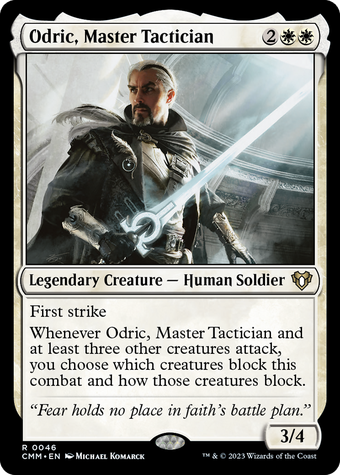 Odric, Master Tactician 2
Legendary Creature — Human Soldier
First strike
Whenever Odric, Master Tactician and
at least three other creatures attack,
you choose which creatures block this
combat and how those creatures block.
“Fear holds no place in faith’s battle plan.”
3/4
R 0046
CMM • EN Michael Komarck
™ & © 2023 Wizards of the Coast